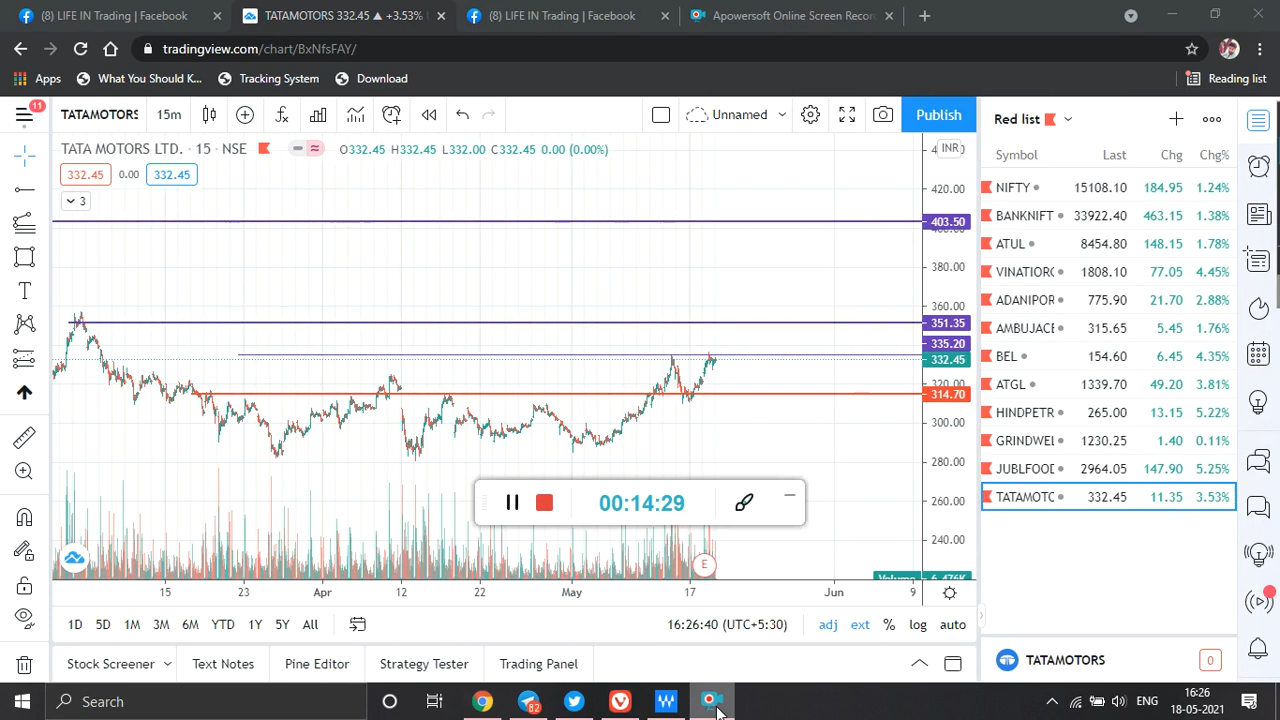 (8) LIFE IN Trading | Facebook
TATAMOTORS 332.45 ▲ +3.53%
(8) LIFE IN Trading | Facebook
Apowersoft Online Screen Recor
tradingview.com/chart/BxNfsFAY/
Apps
What You Should K...
Tracking System
Download
Reading list
11
TATAMOTORS
15m
Unnamed
Publish
Red list
TATA MOTORS LTD. · 15 · NSE
O332.45 H332.45 L332.00 C332.45 0.00 (0.00%)
INR
332.45
0.00
332.45
3
420.00
403.50
380.00
360.00
351.35
335.20
332.45
320.00
314.70
300.00
280.00
260.00
240.00
Volume
6.476K
Symbol Last Chg Chg%
NIFTY 15108.10 184.95 1.24%
BANKNIFT 33922.40 463.15 1.38%
ATUL 8454.80 148.15 1.78%
VINATIORG 1808.10 77.05 4.45%
ADANIPOR 775.90 21.70 2.88%
AMBUJACE 315.65 5.45 1.76%
BEL 154.60 6.45 4.35%
ATGL 1339.70 49.20 3.81%
HINDPETR 265.00 13.15 5.22%
GRINDWEL 1230.25 1.40 0.11%
JUBLFOOD 2964.05 147.90 5.25%
TATAMOTO 332.45 11.35 3.53%
00:14:29
E
15 23 Apr 12 22 May 17 Jun 9
1D 5D 1M 3M 6M YTD 1Y 5Y All
16:26:40 (UTC+5:30)
adj ext % log auto
Stock Screener
Text Notes
Pine Editor
Strategy Tester
Trading Panel
TATAMOTORS
0
Search
82
ENG
16:26
18-05-2021